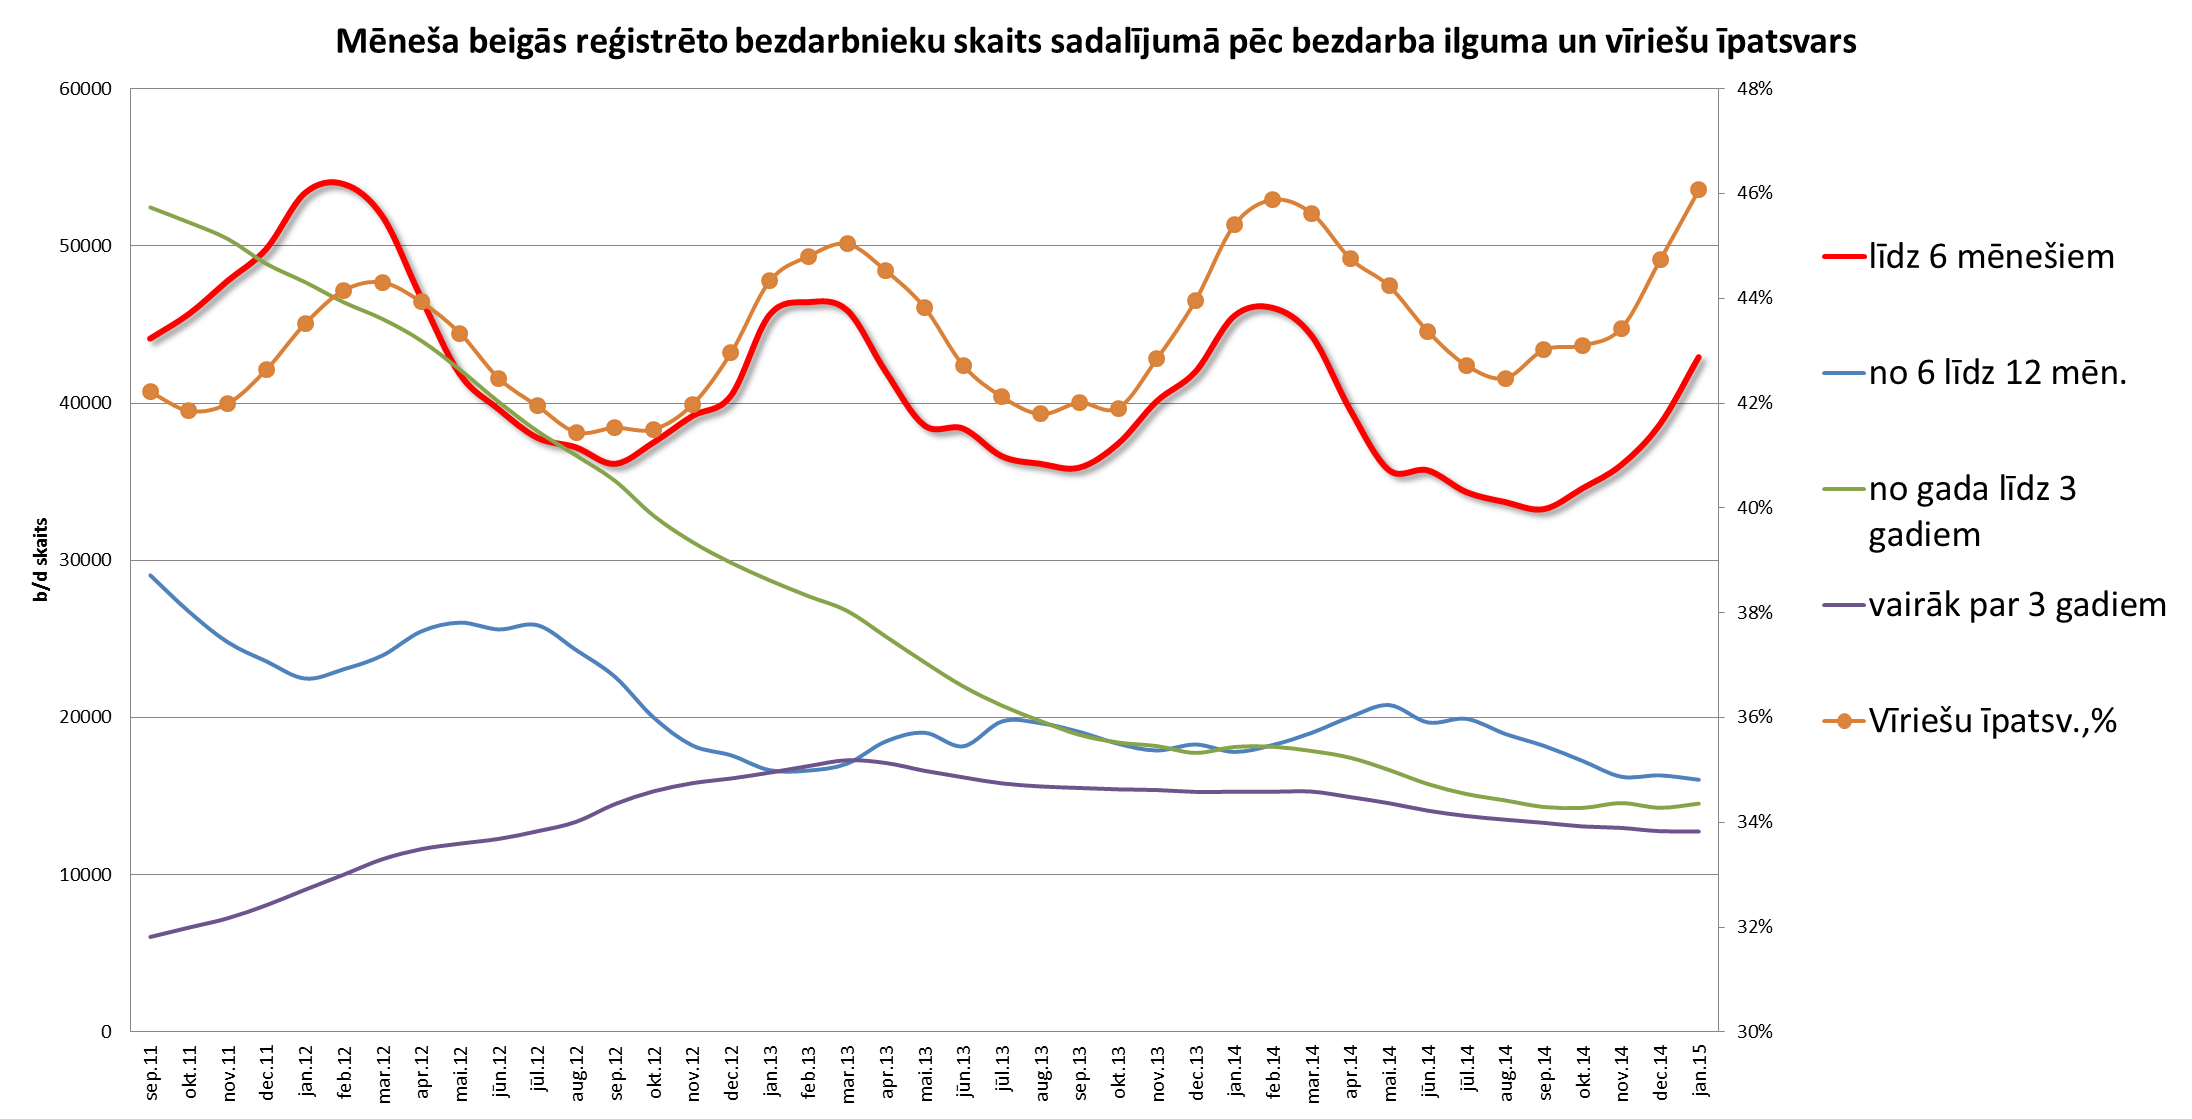 Mēneša beigās reģistrēto bezdarbnieku skaits sadalījumā pēc bezdarba ilguma un vīriešu īpatsvars
60000
50000
40000
30000
20000
10000
0
b/d skaits
48%
46%
44%
42%
40%
38%
36%
34%
32%
30%
sep.11
okt.11
nov.11
dec.11
jan.12
feb.12
mar.12
apr.12
mai.12
jūn.12
jūl.12
aug.12
sep.12
okt.12
nov.12
dec.12
jan.13
feb.13
mar.13
apr.13
mai.13
jūn.13
jūl.13
aug.13
sep.13
okt.13
nov.13
dec.13
jan.14
feb.14
mar.14
apr.14
mai.14
jūn.14
jūl.14
aug.14
sep.14
okt.14
nov.14
dec.14
jan.15
līdz 6 mēnešiem
no 6 līdz 12 mēn.
no gada līdz 3
gadiem
vairāk par 3 gadiem
Vīriešu īpatsv.,%